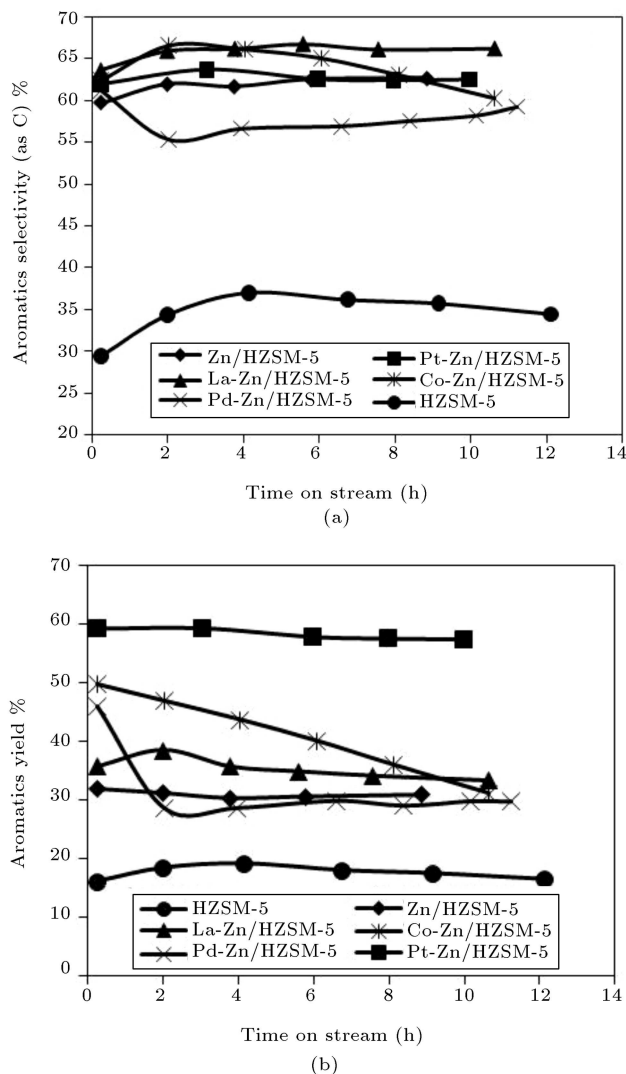 Aromatics selectivity (as C) %
70
65
60
55
50
45
40
35
30
25
20
0 2 4 6 8 10 12 14
Zn/HZSM-5 Pt-Zn/HZSM-5
La-Zn/HZSM-5 Co-Zn/HZSM-5
Pd-Zn/HZSM-5 HZSM-5
Time on stream (h)
(a)
Aromatics yield %
70
60
50
40
30
20
10
0
0 2 4 6 8 10 12 14
HZSM-5 Zn/HZSM-5
La-Zn/HZSM-5 Co-Zn/HZSM-5
Pd-Zn/HZSM-5 Pt-Zn/HZSM-5
Time on stream (h)
(b)